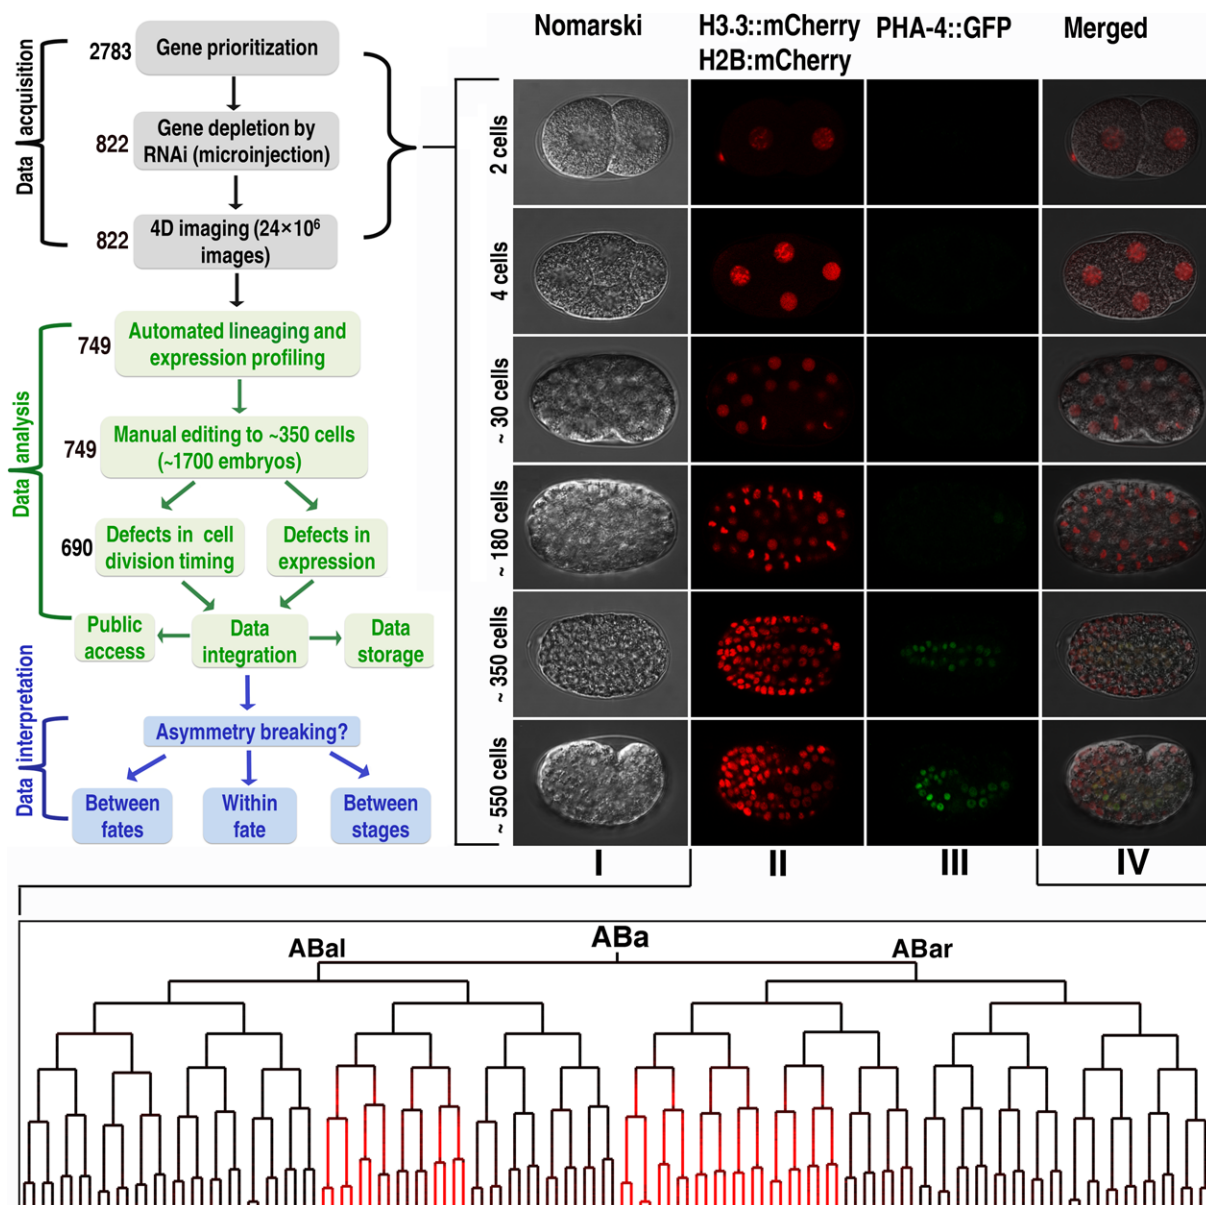 2783
Gene prioritization
Data acquisition
822
Gene depletion by
RNAi (microinjection)
822
4D imaging (24×10⁶
images)
749
Automated lineaging and
expression profiling
Data analysis
749
Manual editing to ~350 cells
(~1700 embryos)
690
Defects in cell
division timing
Defects in
expression
Public
access
Data
integration
Data
storage
Data interpretation
Asymmetry breaking?
Between
fates
Within
fate
Between
stages
Nomarski
H3.3::mCherry
H2B:mCherry
PHA-4::GFP
Merged
2 cells
4 cells
~ 30 cells
~ 180 cells
~ 350 cells
~ 550 cells
I
II
III
IV
ABa
ABal
ABar